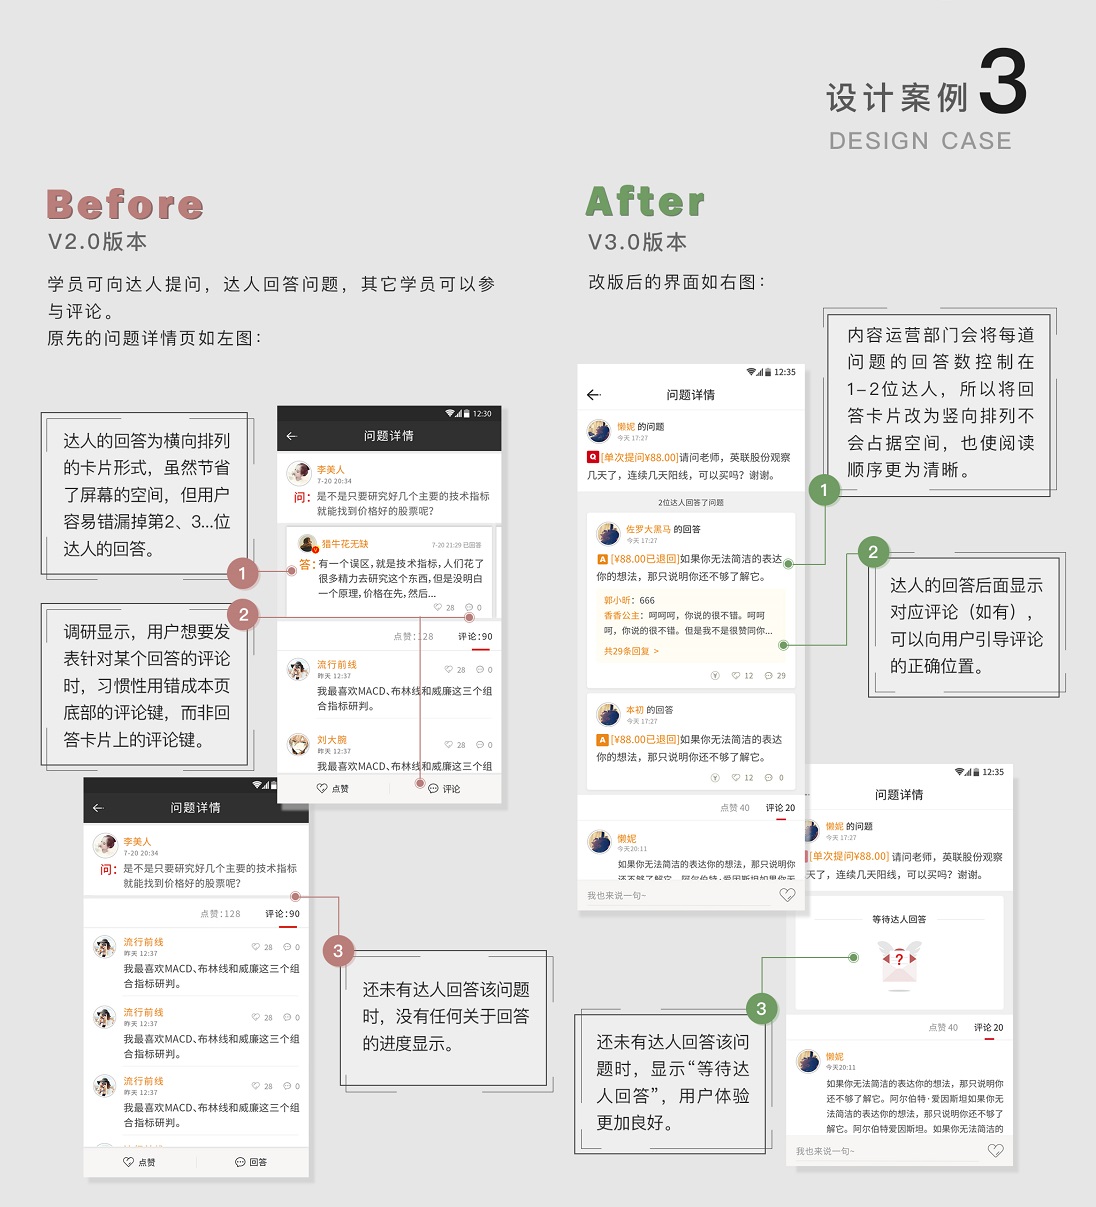 设计案例3
DESIGN CASE
Before
V2.0版本
学员可向达人提问，达人回答问题，其它学员可以参
与评论。
原先的问题详情页如左图：
达人的回答为横向排列
的卡片形式，虽然节省
了屏幕的空间，但用户
容易错漏掉第2、3...位
达人的回答。
1
2
调研显示，用户想要发
表针对某个回答的评论
时，习惯性用错成本页
底部的评论键，而非回
答卡片上的评论键。
12:30
问题详情
李美人
7-20 20:34
问：是不是只要研究好几个主要的技术指标
就能找到价格好的股票呢？
猎牛花无缺
7-20 21:29 已回答
答：有一个误区，就是技术指标，人们花了
很多精力去研究这个东西，但是没明白
一个原理，价格在先，然后...
28 0
点赞：128 评论：90
流行前线
昨天 12:37
28 0
我最喜欢MACD、布林线和威廉这三个组
合指标研判。
刘大腕
昨天 12:37
28 0
我最喜欢MACD、布林线和威廉这三个组
点赞 评论
问题详情
李美人
7-20 20:34
问：是不是只要研究好几个主要的技术指标
就能找到价格好的股票呢？
点赞：128 评论：90
流行前线
昨天 12:37
28 0
我最喜欢MACD、布林线和威廉这三个组
合指标研判。
流行前线
昨天 12:37
28 0
我最喜欢MACD、布林线和威廉这三个组
合指标研判。
流行前线
昨天 12:37
28 0
我最喜欢MACD、布林线和威廉这三个组
合指标研判。
点赞 回答
3
还未有达人回答该问题
时，没有任何关于回答
的进度显示。
After
V3.0版本
改版后的界面如右图：
内容运营部门会将每道
问题的回答数控制在
1-2位达人，所以将回
答卡片改为竖向排列不
会占据空间，也使阅读
顺序更为清晰。
1
2
达人的回答后面显示
对应评论（如有），
可以向用户引导评论
的正确位置。
12:35
问题详情
懒妮 的问题
今天 17:27
Q [单次提问¥88.00]请问老师，英联股份观察
几天了，连续几天阳线，可以买吗？谢谢。
2位达人回答了问题
佐罗大黑马 的回答
今天 17:27
A [¥88.00已退回]如果你无法简洁的表达
你的想法，那只说明你还不够了解它。
郭小昕：666
香香公主：呵呵呵，你说的很不错。呵呵
呵，你说的很不错。但是我不是很赞同你...
共29条回复 >
12 29
本初 的回答
今天 17:27
A [¥88.00已退回]如果你无法简洁的表达
你的想法，那只说明你还不够了解它。
12 0
点赞 40 评论 20
懒妮
今天20:11
如果你无法简洁的表达你的想法，那只说明你
还不够了解它。阿尔伯特·爱因斯坦如果你无
我也来说一句~
12:35
问题详情
懒妮 的问题
今天 17:27
[单次提问¥88.00] 请问老师，英联股份观察
天了，连续几天阳线，可以买吗？谢谢。
等待达人回答
?
点赞 40 评论 20
懒妮
今天20:11
如果你无法简洁的表达你的想法，那只说明你
还不够了解它。阿尔伯特·爱因斯坦如果你无
法简洁的表达你的想法，那只说明你还不够了
解它。阿尔伯特爱因斯坦。如果你无法简洁的
我也来说一句~
3
还未有达人回答该问
题时，显示“等待达
人回答”，用户体验
更加良好。